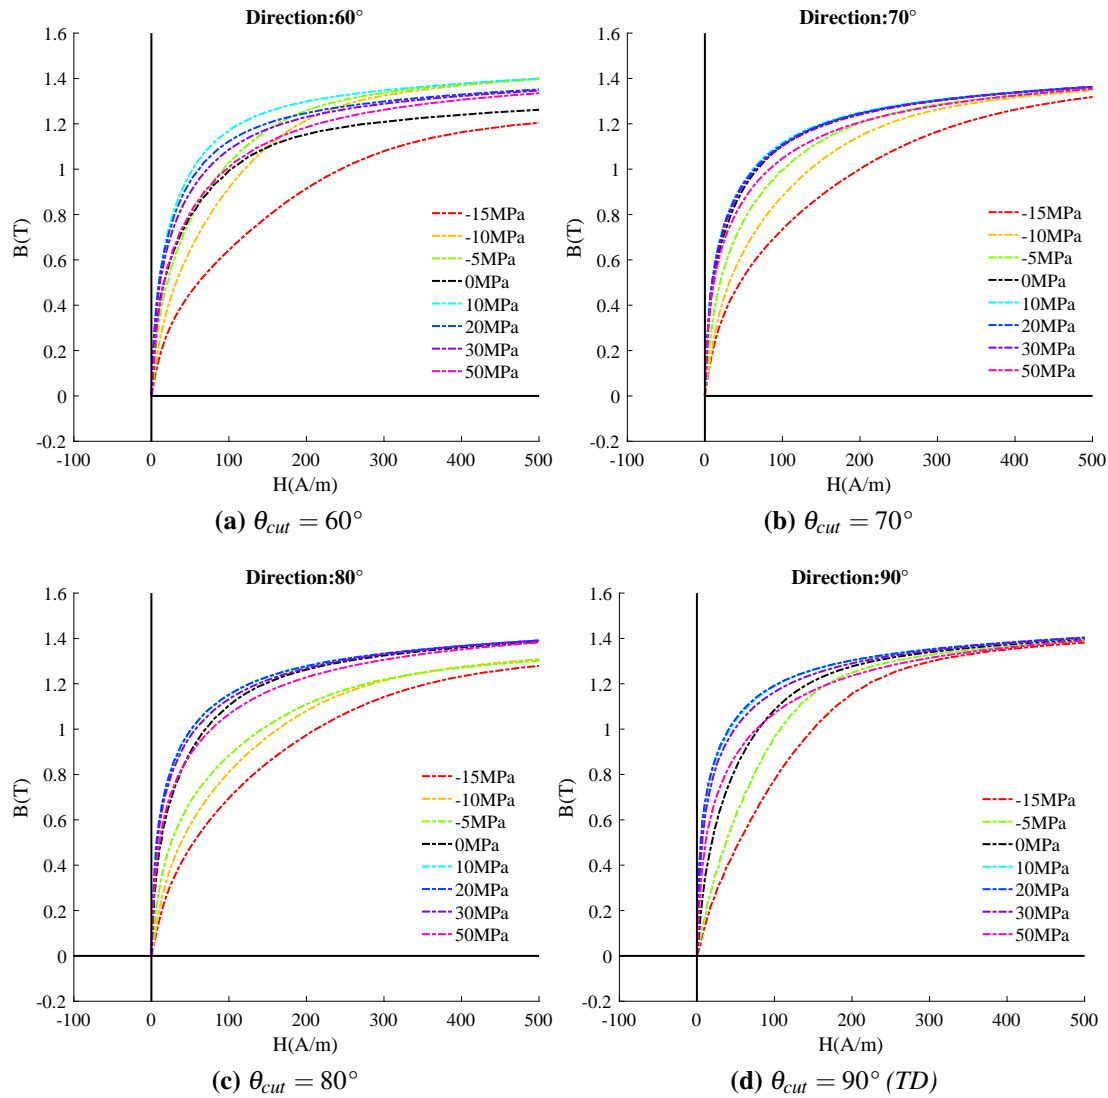 Direction:60°
1.6
1.4
1.2
1
0.8
0.6
0.4
0.2
0
-0.2
B(T)
-15MPa
-10MPa
-5MPa
0MPa
10MPa
20MPa
30MPa
50MPa
-100 0 100 200 300 400 500
H(A/m)
(a) θcut = 60°
Direction:70°
1.6
1.4
1.2
1
0.8
0.6
0.4
0.2
0
-0.2
B(T)
-15MPa
-10MPa
-5MPa
0MPa
10MPa
20MPa
30MPa
50MPa
-100 0 100 200 300 400 500
H(A/m)
(b) θcut = 70°
Direction:80°
1.6
1.4
1.2
1
0.8
0.6
0.4
0.2
0
-0.2
B(T)
-15MPa
-10MPa
-5MPa
0MPa
10MPa
20MPa
30MPa
50MPa
-100 0 100 200 300 400 500
H(A/m)
(c) θcut = 80°
Direction:90°
1.6
1.4
1.2
1
0.8
0.6
0.4
0.2
0
-0.2
B(T)
-15MPa
-5MPa
0MPa
10MPa
20MPa
30MPa
50MPa
-100 0 100 200 300 400 500
H(A/m)
(d) θcut = 90° (TD)